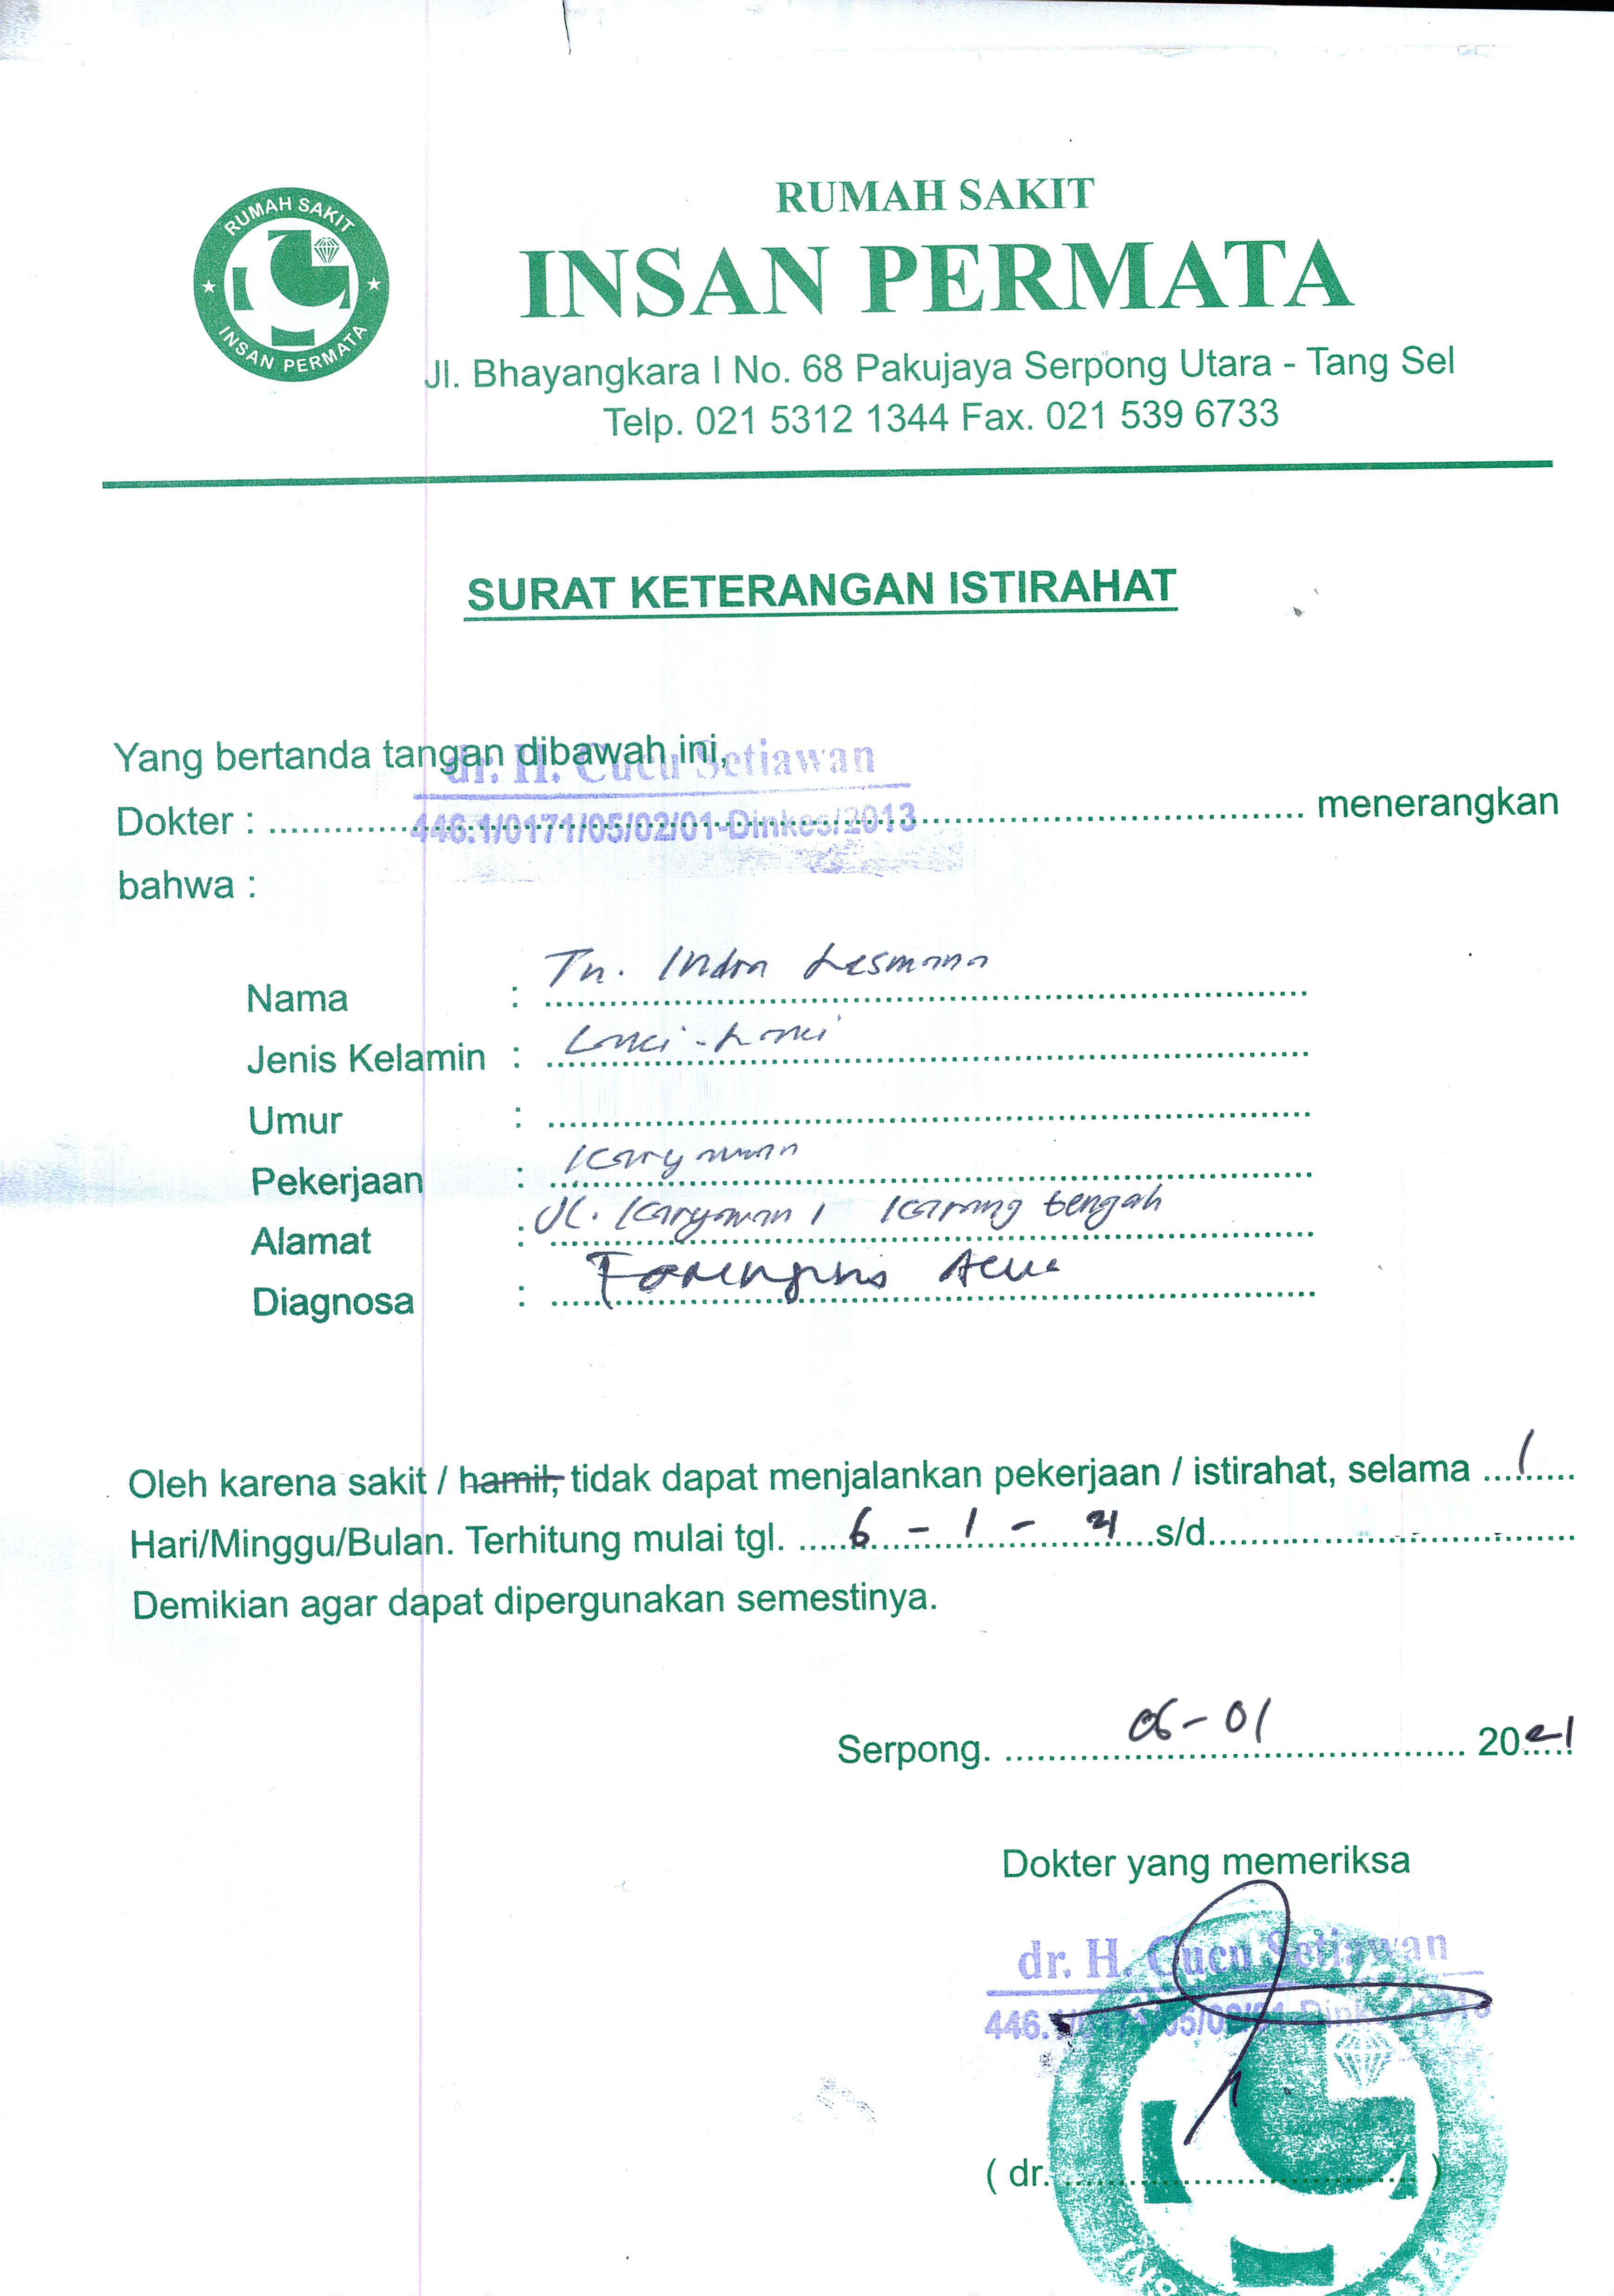 RUMAH SAKIT
INSAN PERMATA
RUMAH SAKIT
INSAN PERMATA
Jl. Bhayangkara I No. 68 Pakujaya Serpong Utara - Tang Sel
Telp. 021 5312 1344 Fax. 021 539 6733
SURAT KETERANGAN ISTIRAHAT
Yang bertanda tangan dibawah ini,
dr. H. Cucu Setiawan
Dokter : menerangkan
446.1/0171/05/02/01-Dinkes/2013
bahwa :
Nama : Tn. Indra Lesmana
Jenis Kelamin : Laki-Laki
Umur :
Pekerjaan : Karyawan
Alamat : Jl. Karyawan 1 Karang tengah
Diagnosa : Faringitis
Oleh karena sakit / hamil, tidak dapat menjalankan pekerjaan / istirahat, selama 1
Hari/Minggu/Bulan. Terhitung mulai tgl. 6 - 1 - 21 s/d
Demikian agar dapat dipergunakan semestinya.
Serpong. 06-01 2021
Dokter yang memeriksa
dr. H. Cucu Setiawan
446.1/0171/05/02/01-Dinkes/2013
( dr. )